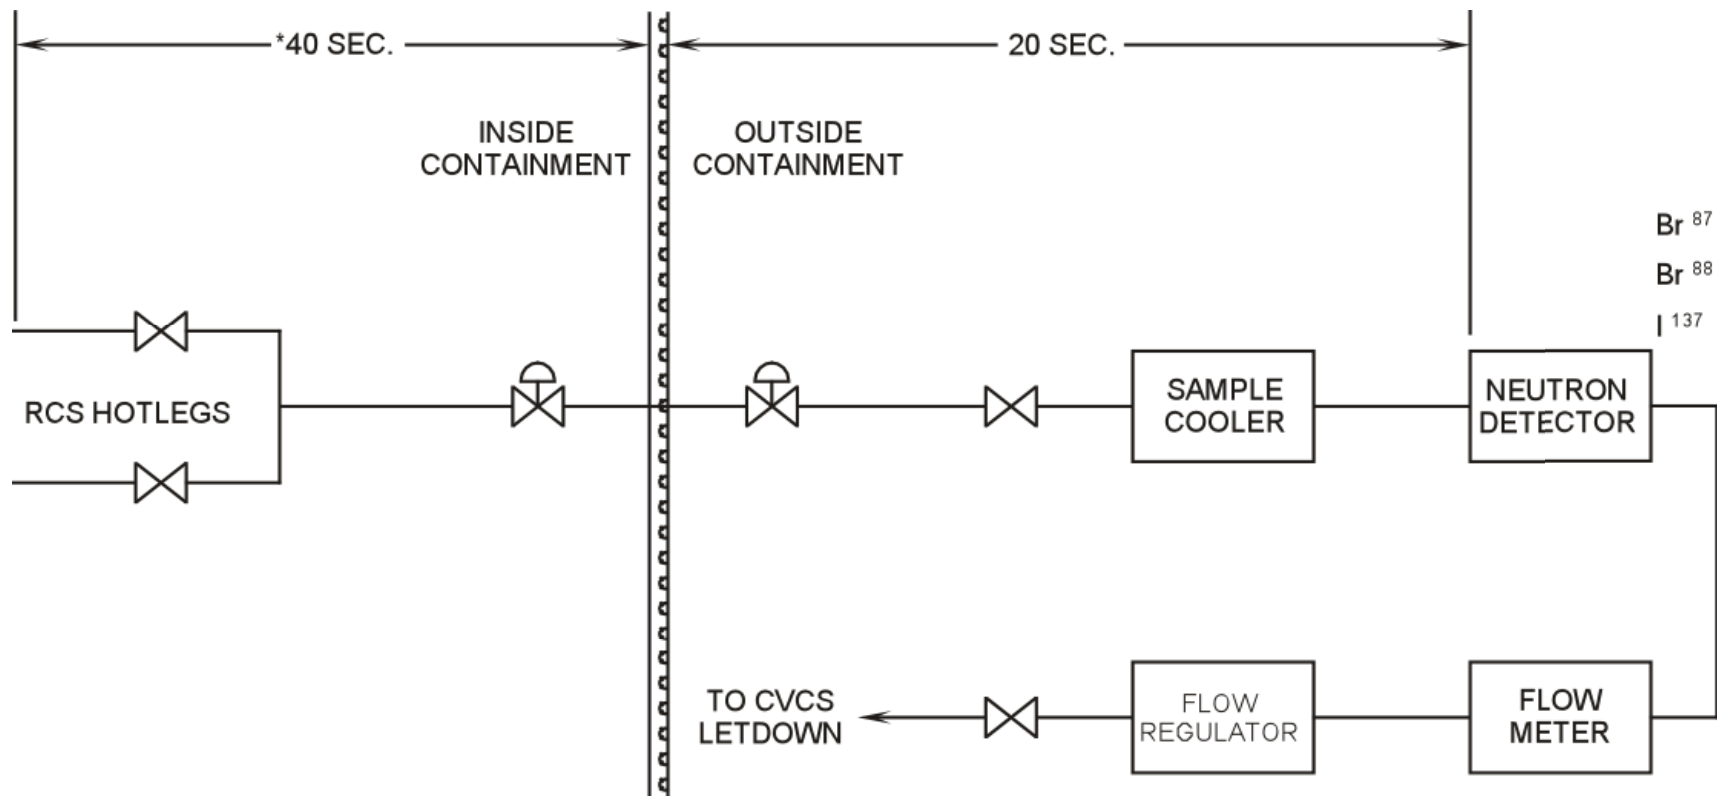 *40 SEC.
20 SEC.
INSIDE
CONTAINMENT
OUTSIDE
CONTAINMENT
Br 87
Br 88
I 137
RCS HOTLEGS
SAMPLE
COOLER
NEUTRON
DETECTOR
TO CVCS
LETDOWN
FLOW
REGULATOR
FLOW
METER